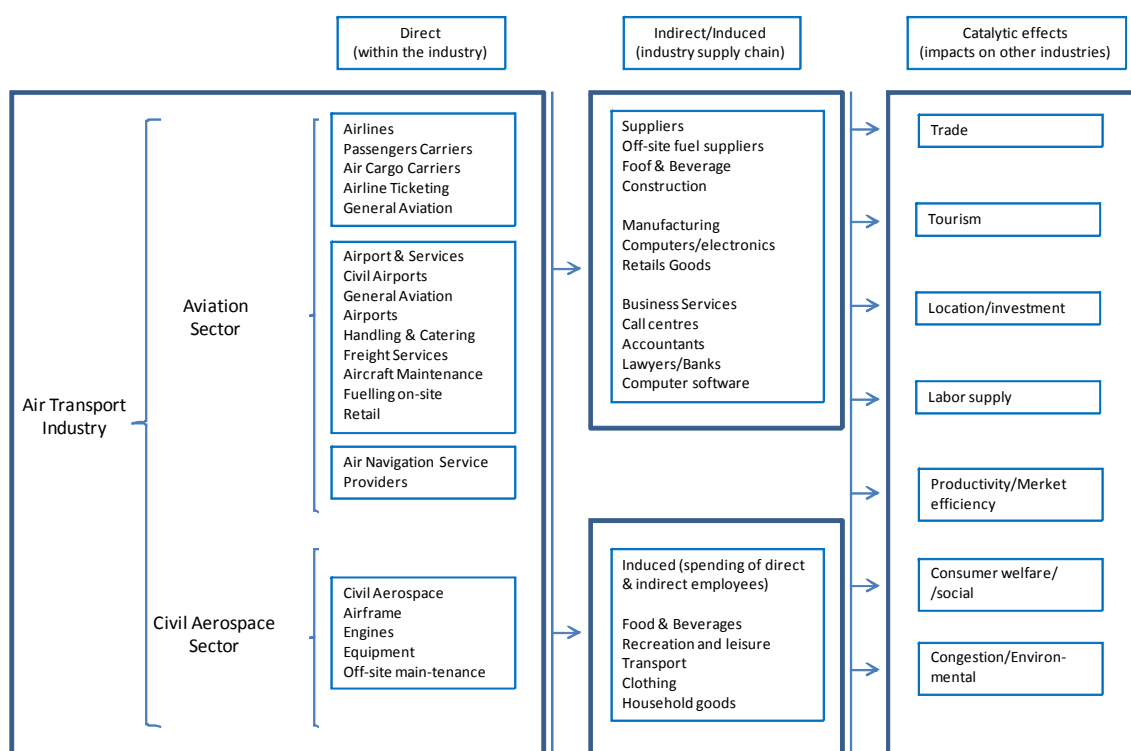 Direct
(within the industry)
Indirect/Induced
(industry supply chain)
Catalytic effects
(impacts on other industries)
Air Transport
Industry
Aviation
Sector
Airlines
Passengers Carriers
Air Cargo Carriers
Airline Ticketing
General Aviation
Airport & Services
Civil Airports
General Aviation
Airports
Handling & Catering
Freight Services
Aircraft Maintenance
Fuelling on-site
Retail
Air Navigation Service
Providers
Civil Aerospace
Sector
Civil Aerospace
Airframe
Engines
Equipment
Off-site main-tenance
Suppliers
Off-site fuel suppliers
Foof & Beverage
Construction
Manufacturing
Computers/electronics
Retails Goods
Business Services
Call centres
Accountants
Lawyers/Banks
Computer software
Induced (spending of direct
& indirect employees)
Food & Beverages
Recreation and leisure
Transport
Clothing
Household goods
Trade
Tourism
Location/investment
Labor supply
Productivity/Merket
efficiency
Consumer welfare/
/social
Congestion/Environ-
mental